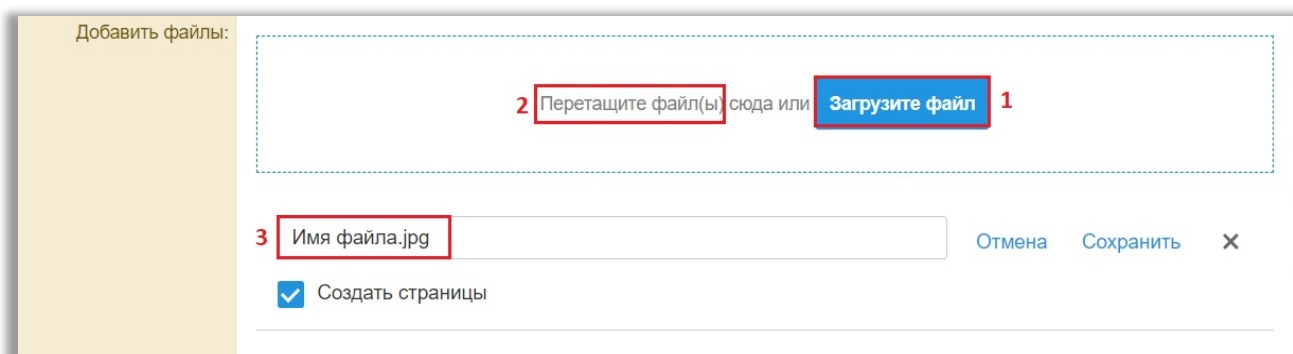 Добавить файлы:
2 Перетащите файл(ы) сюда или Загрузите файл 1
3 Имя файла.jpg Отмена Сохранить ×
Создать страницы